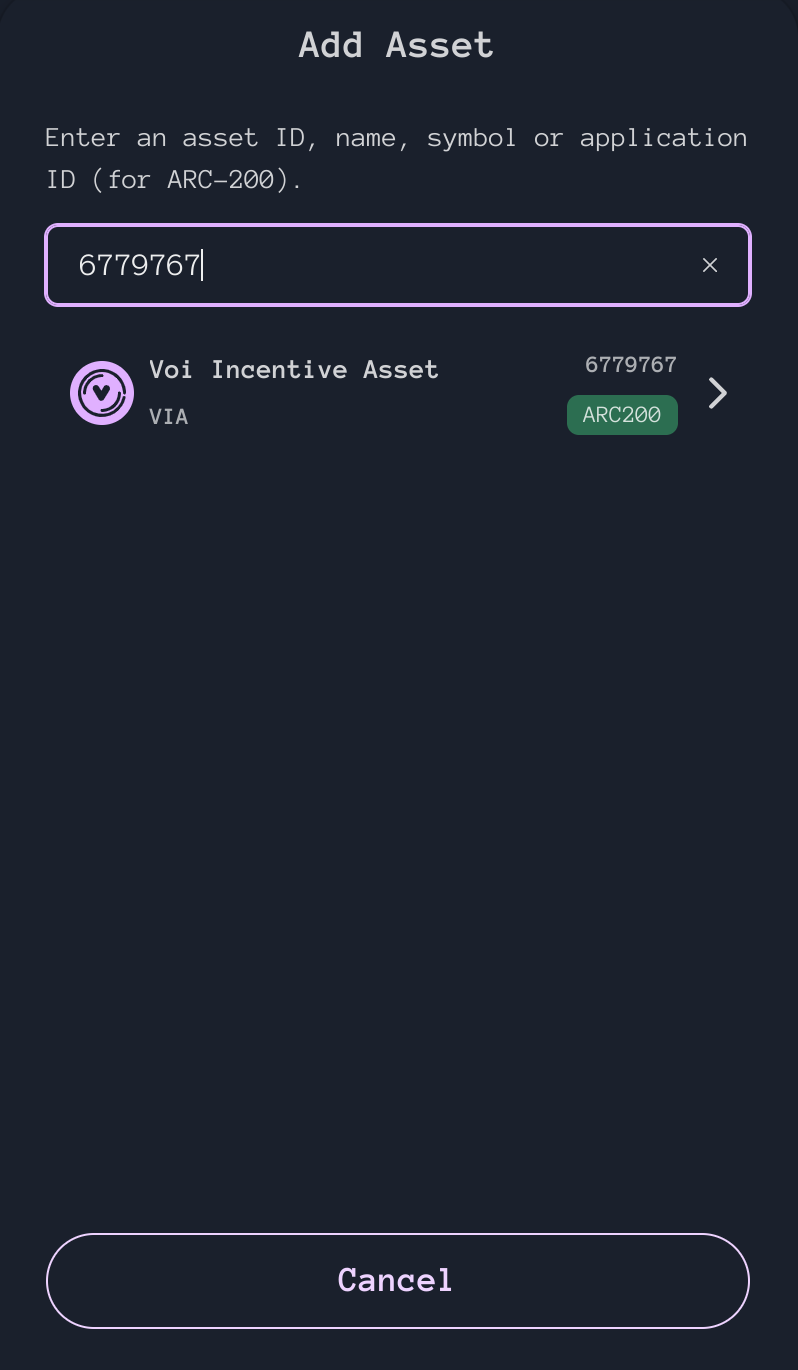 Add Asset
Enter an asset ID, name, symbol or application
ID (for ARC-200).
6779767
Voi Incentive Asset
6779767
VIA
ARC200
Cancel